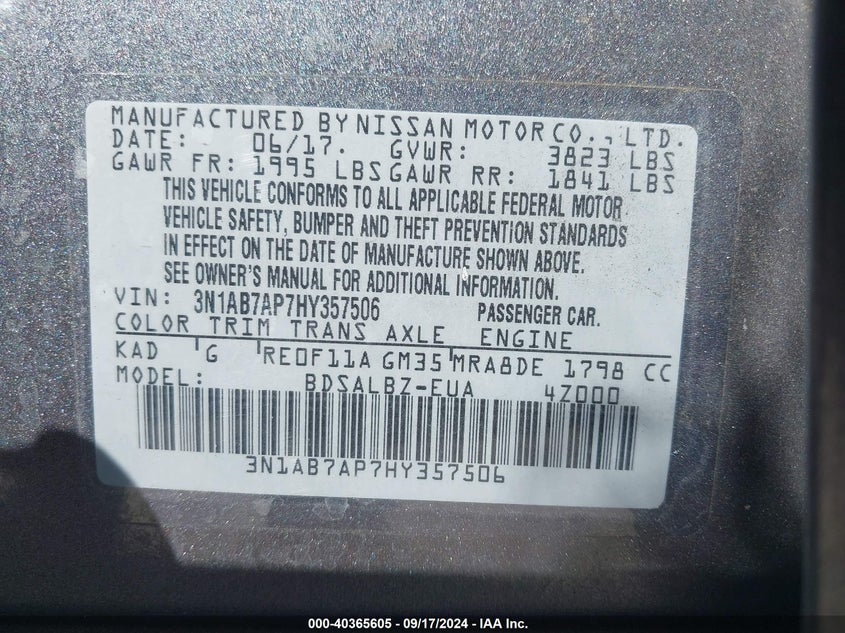 MANUFACTURED BY NISSAN MOTOR CO., LTD.
DATE: 06/17. GVWR: 3823 LBS
GAWR FR: 1995 LBS GAWR RR: 1841 LBS
THIS VEHICLE CONFORMS TO ALL APPLICABLE FEDERAL MOTOR
VEHICLE SAFETY, BUMPER AND THEFT PREVENTION STANDARDS
IN EFFECT ON THE DATE OF MANUFACTURE SHOWN ABOVE.
SEE OWNER'S MANUAL FOR ADDITIONAL INFORMATION.
VIN: 3N1AB7AP7HY357506 PASSENGER CAR.
COLOR TRIM TRANS AXLE ENGINE
KAD G RE0F11A GM35 MRA8DE 1798 CC
MODEL: BDSALBZ-EUA 4Z000
3N1AB7AP7HY357506
000-40365605 - 09/17/2024 - IAA Inc.